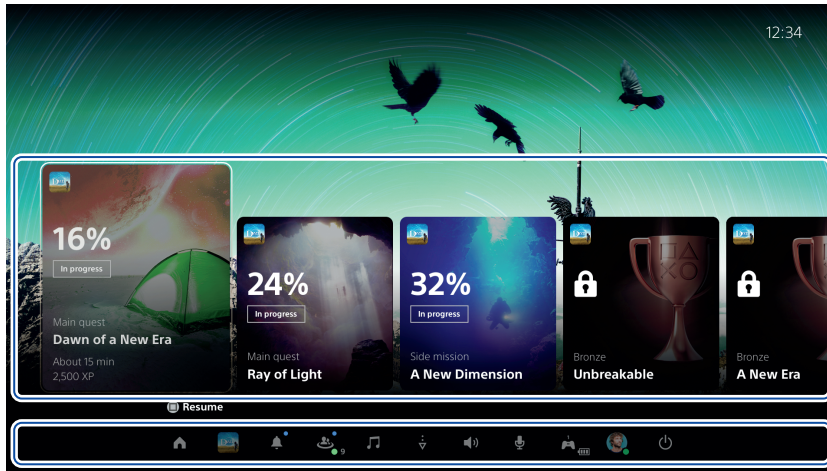 12:34
16%
In progress
Main quest
Dawn of a New Era
About 15 min
2,500 XP
24%
In progress
Main quest
Ray of Light
32%
In progress
Side mission
A New Dimension
Bronze
Unbreakable
Bronze
A New Era
Resume
9